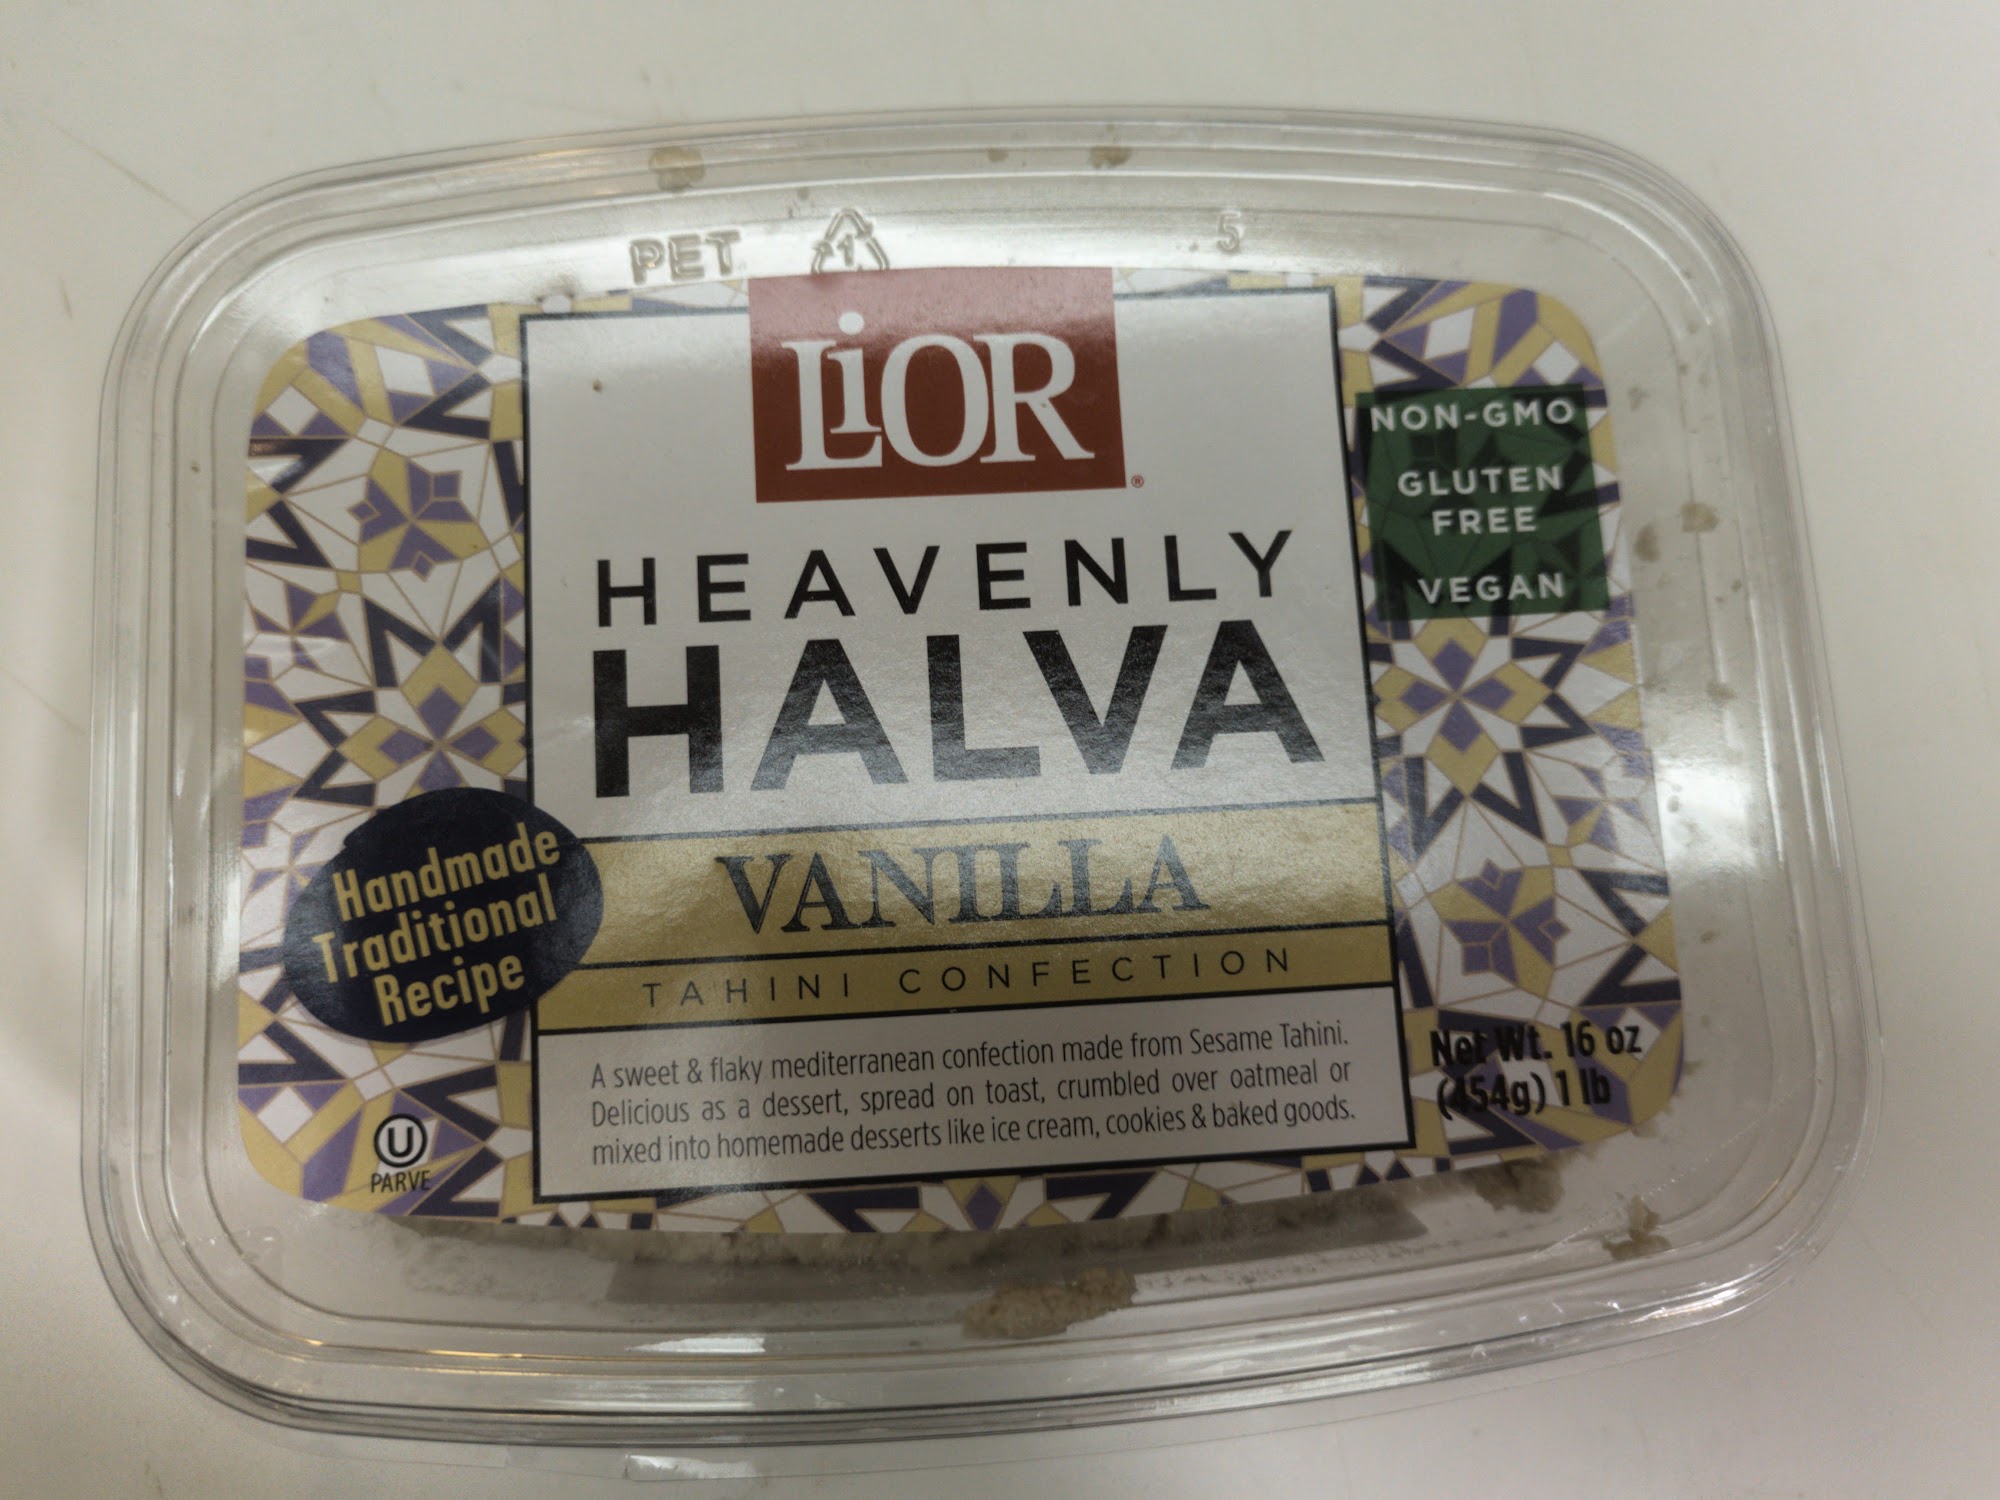 PET 1 5
LiOR®
HEAVENLY
HALVA
VANILLA
TAHINI CONFECTION
A sweet & flaky mediterranean confection made from Sesame Tahini.
Delicious as a dessert, spread on toast, crumbled over oatmeal or
mixed into homemade desserts like ice cream, cookies & baked goods.
NON-GMO
GLUTEN
FREE
VEGAN
Handmade
Traditional
Recipe
U
PARVE
Net Wt. 16 oz
(454g) 1 lb